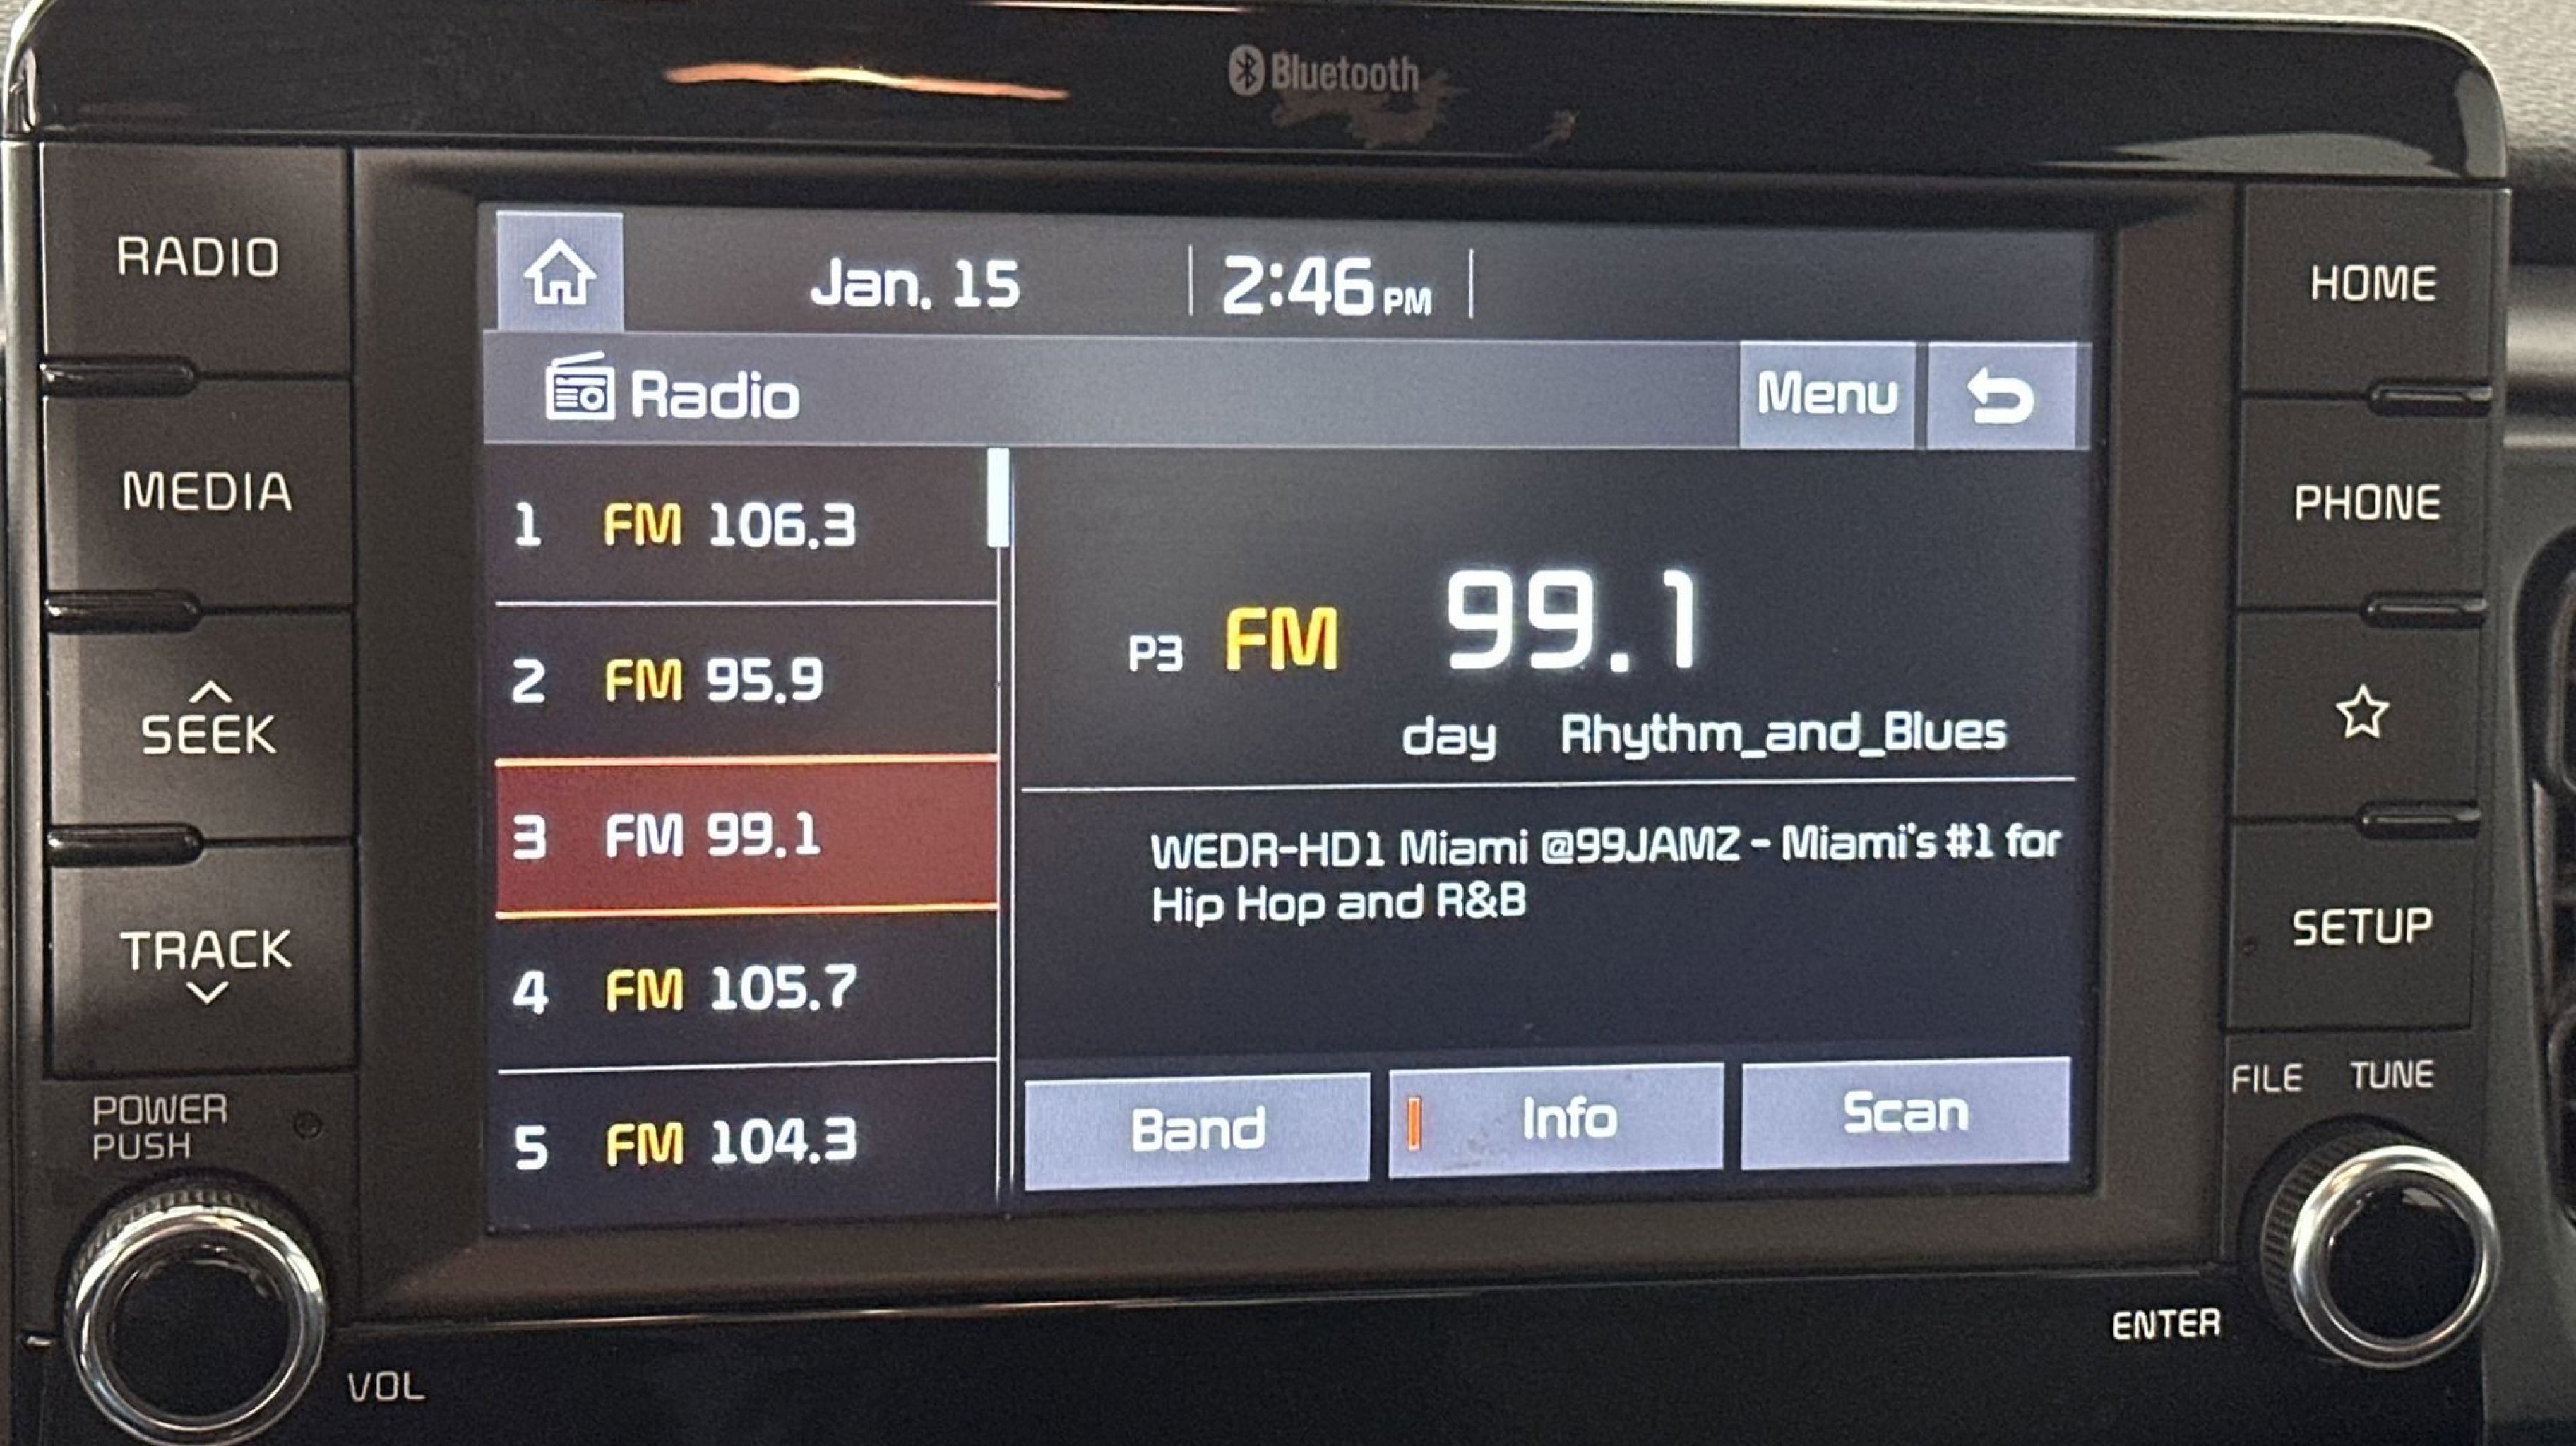 Bluetooth
RADIO
MEDIA
SEEK
TRACK
POWER
PUSH
VOL
Jan. 15 2:46 PM
Radio Menu
1 FM 106.3
2 FM 95.9
3 FM 99.1
4 FM 105.7
5 FM 104.3
P3 FM 99.1
day Rhythm_and_Blues
WEDR-HD1 Miami @99JAMZ - Miami's #1 for
Hip Hop and R&B
Band Info Scan
HOME
PHONE
SETUP
FILE TUNE
ENTER